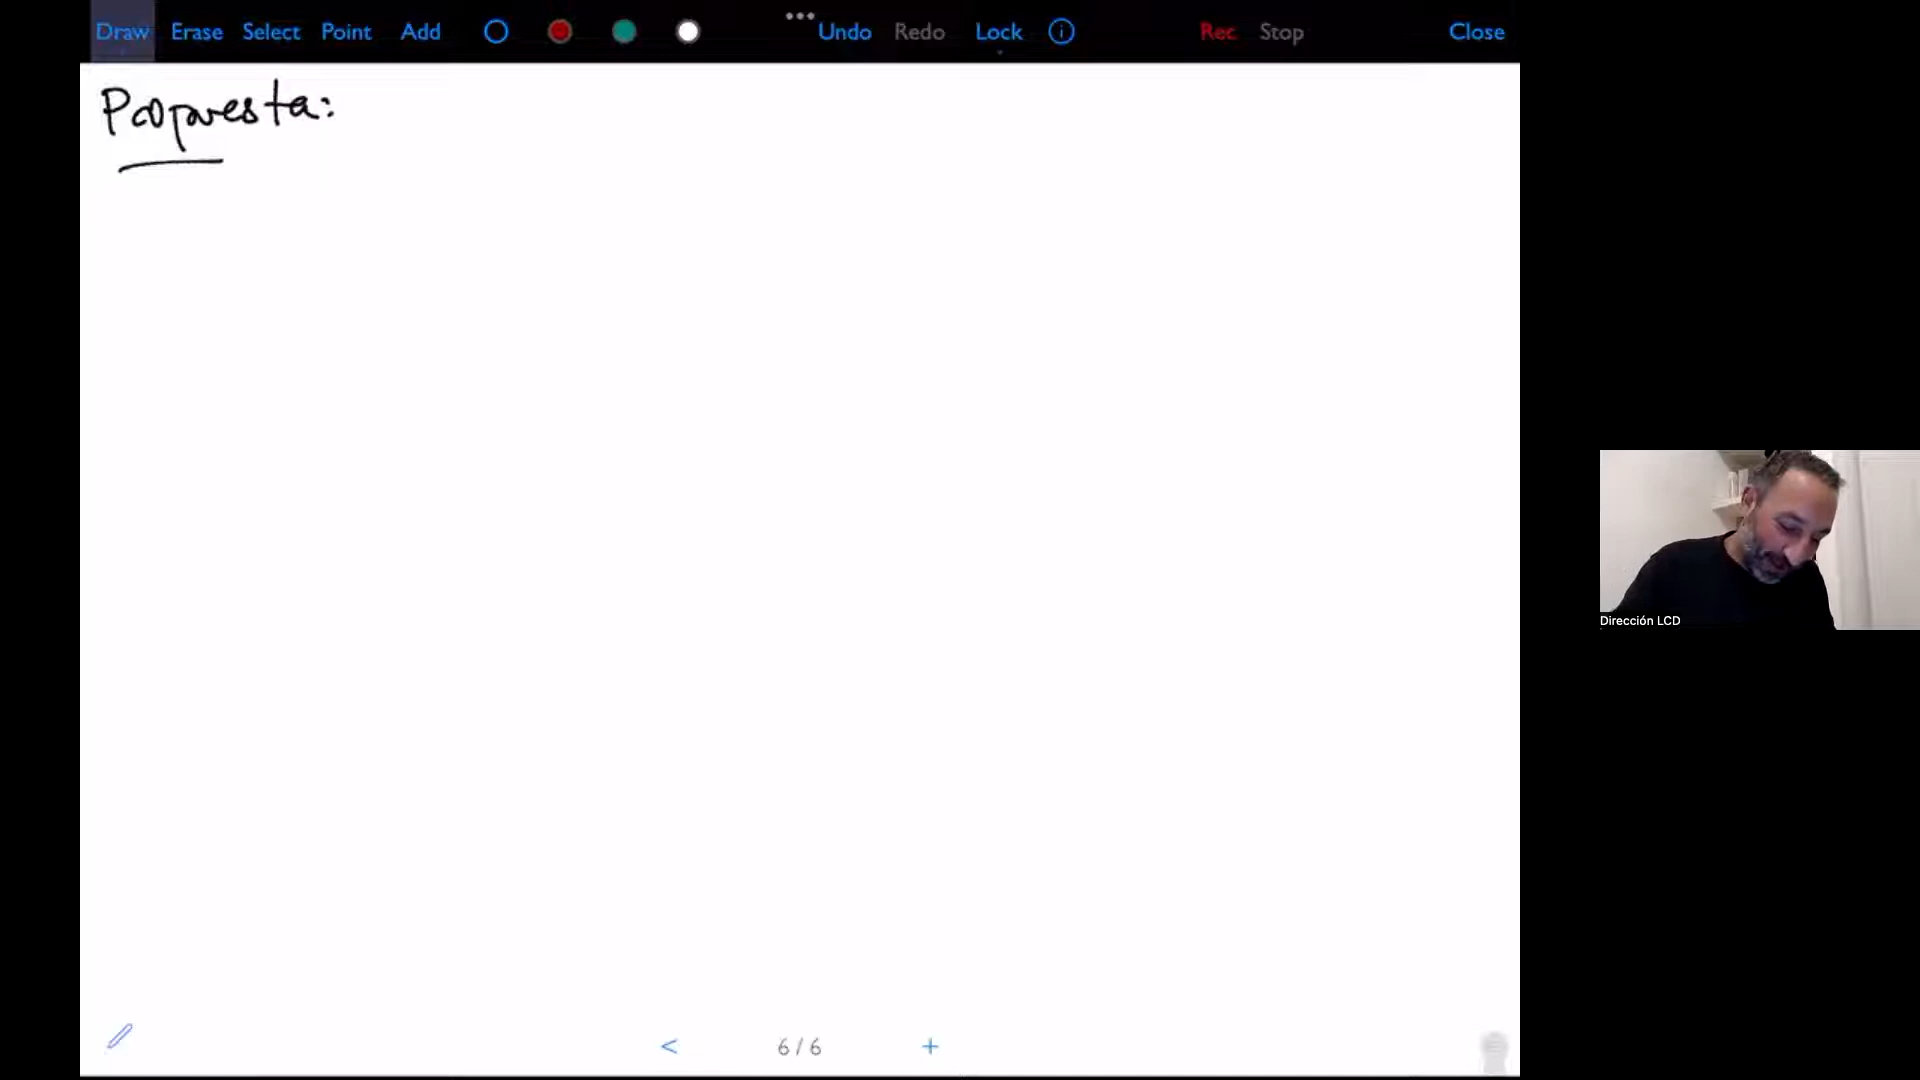 Draw Erase Select Point Add ... Undo Redo Lock i Rec Stop Close
Propuesta:
Dirección LCD
< 6 / 6 +